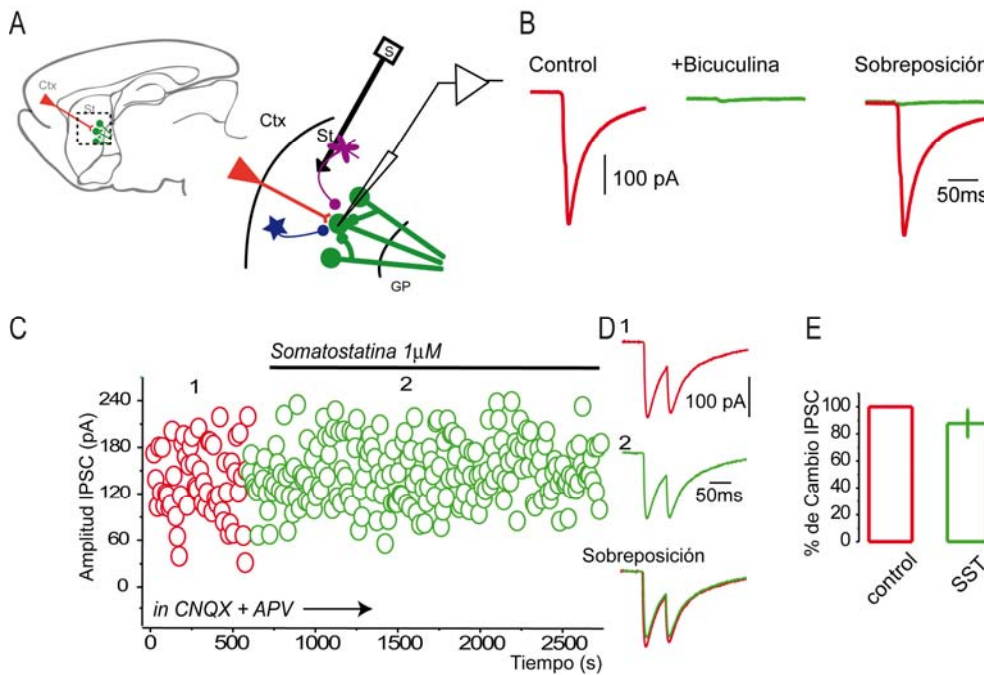 A
Ctx
St
S
Ctx
St
GP
B
Control
+Bicuculina
Sobreposición
100 pA
50ms
C
Somatostatina 1μM
1
2
240
180
120
60
0
Amplitud IPSC (pA)
in CNQX + APV
0
500
1000
1500
2000
2500
Tiempo (s)
D
1
100 pA
2
50ms
Sobreposición
E
% de Cambio IPSC
100
80
60
40
20
0
control
SST